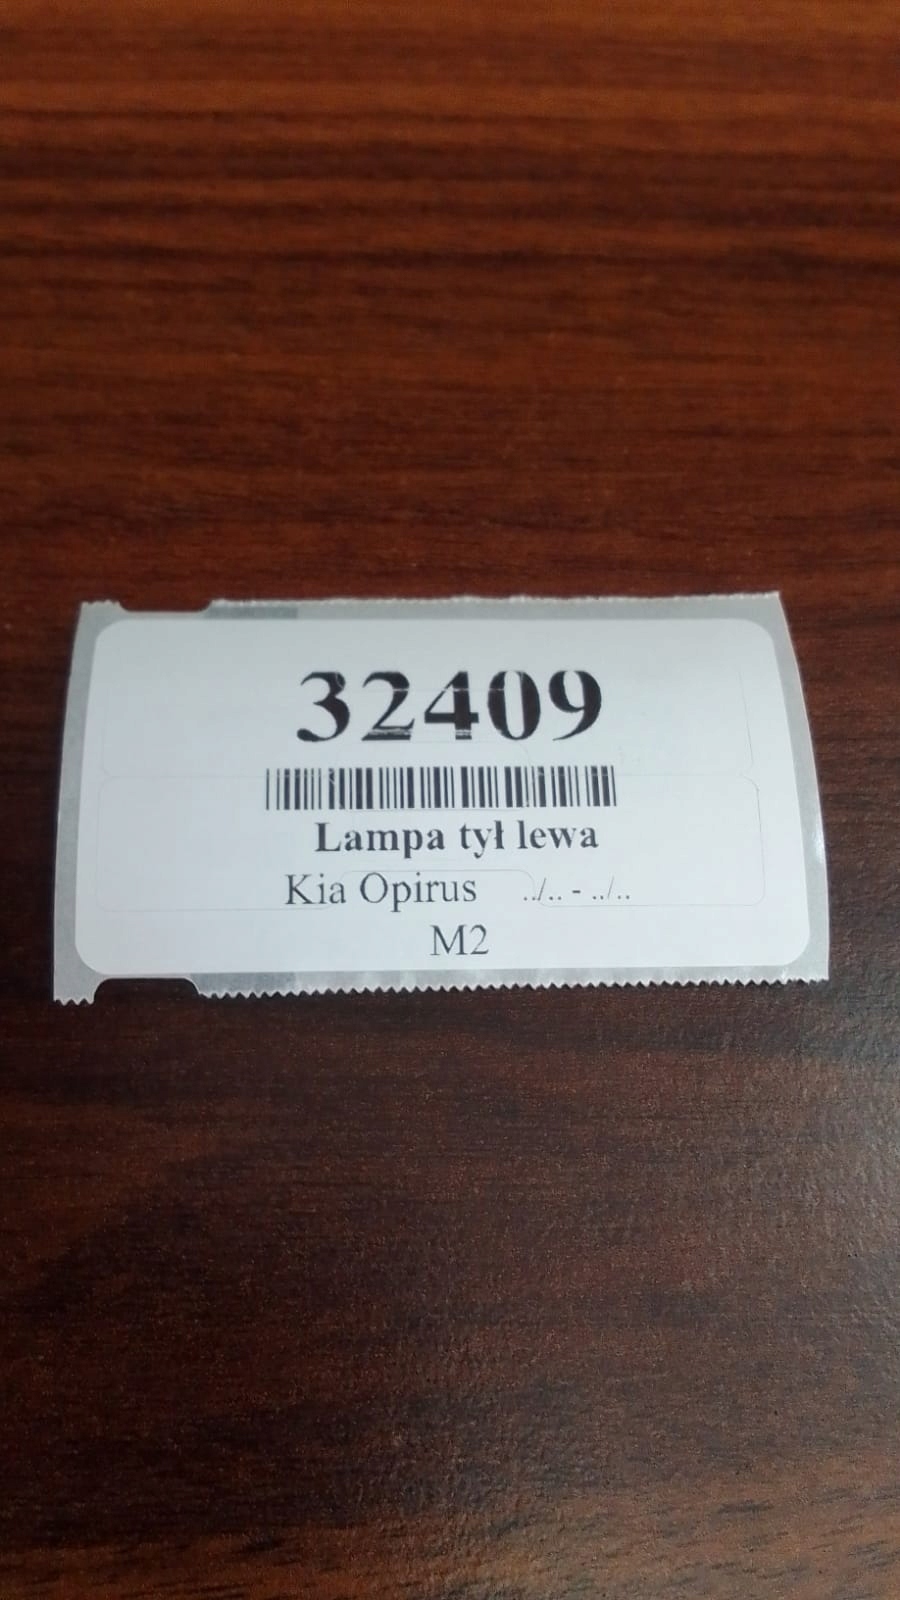 32409
Lampa tył lewa
Kia Opirus ../.. - ../..
M2